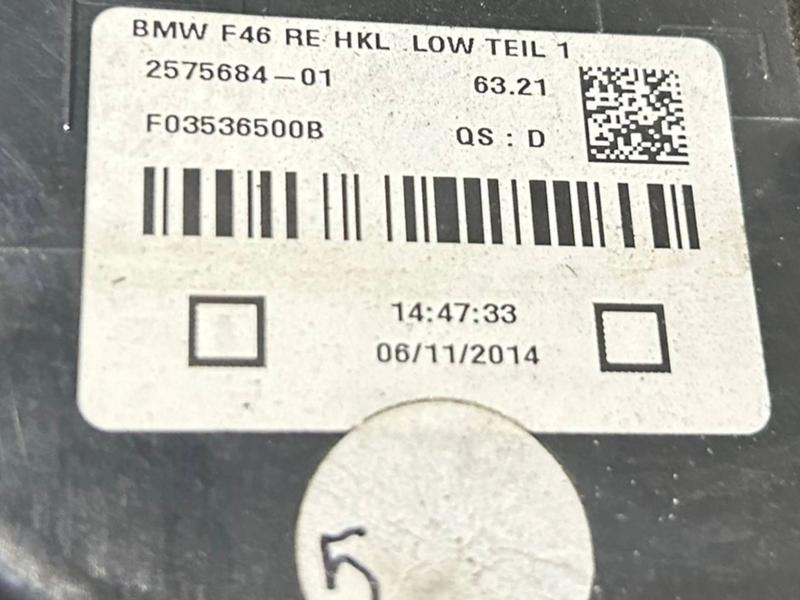 BMW F46 RE HKL LOW TEIL 1
2575684-01 63.21
F03536500B QS : D
14:47:33
06/11/2014
5